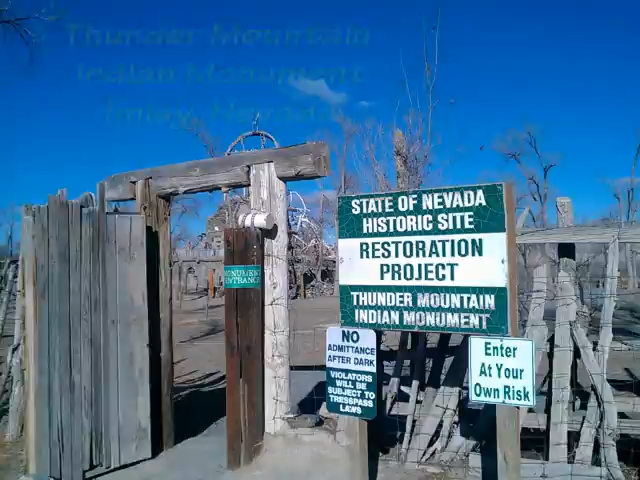 Thunder Mountain
Indian Monument
Imlay, Nevada
STATE OF NEVADA
HISTORIC SITE
RESTORATION
PROJECT
THUNDER MOUNTAIN
INDIAN MONUMENT
MONUMENT
ENTRANCE
NO
ADMITTANCE
AFTER DARK
VIOLATORS
WILL BE
SUBJECT TO
TRESSPASS
LAWS
Enter
At Your
Own Risk